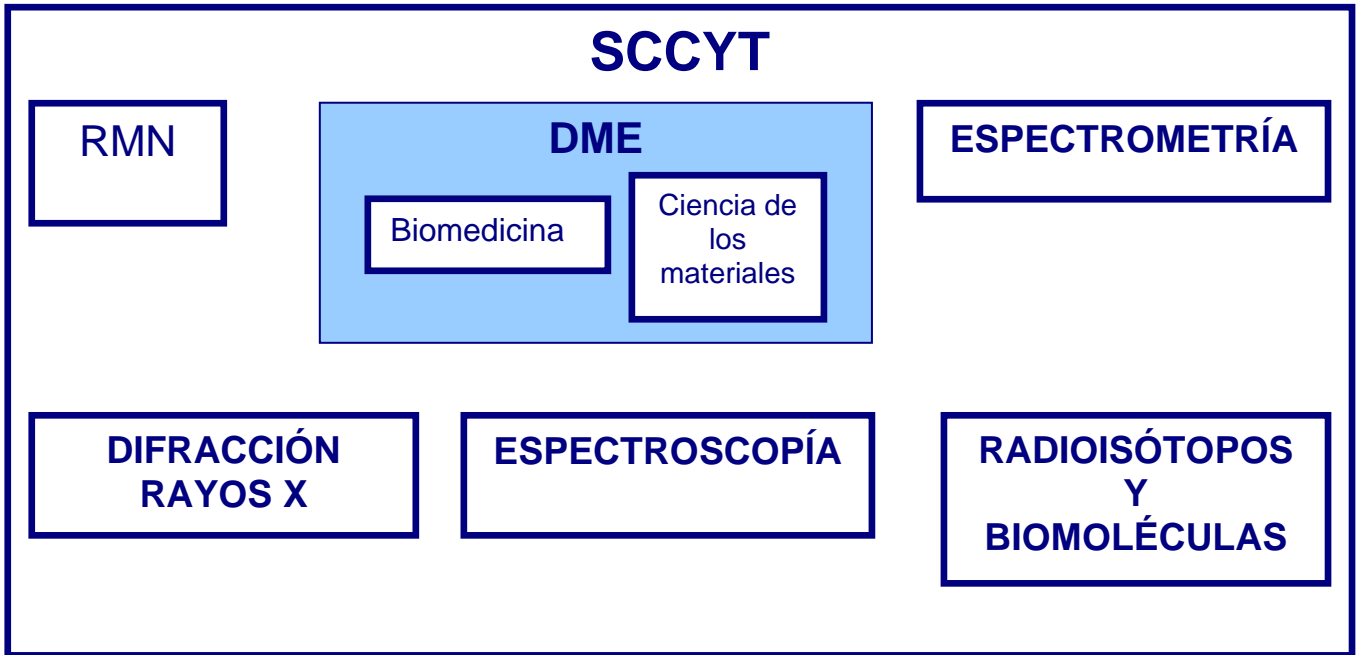 SCCYT
RMN
DME
Biomedicina
Ciencia de
los
materiales
ESPECTROMETRÍA
DIFRACCIÓN
RAYOS X
ESPECTROSCOPÍA
RADIOISÓTOPOS
Y
BIOMOLÉCULAS